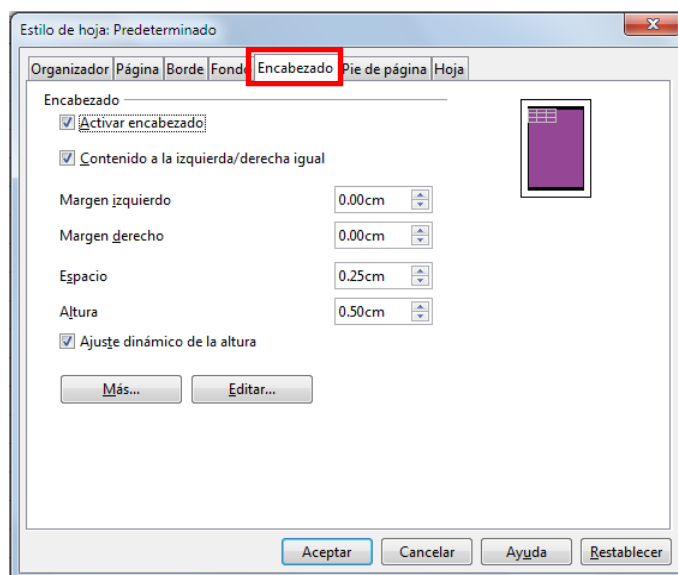 Estilo de hoja: Predeterminado
Organizador Página Borde Fondo Encabezado Pie de página Hoja
Encabezado
Activar encabezado
Contenido a la izquierda/derecha igual
Margen izquierdo 0.00cm
Margen derecho 0.00cm
Espacio 0.25cm
Altura 0.50cm
Ajuste dinámico de la altura
Más... Editar...
Aceptar Cancelar Ayuda Restablecer